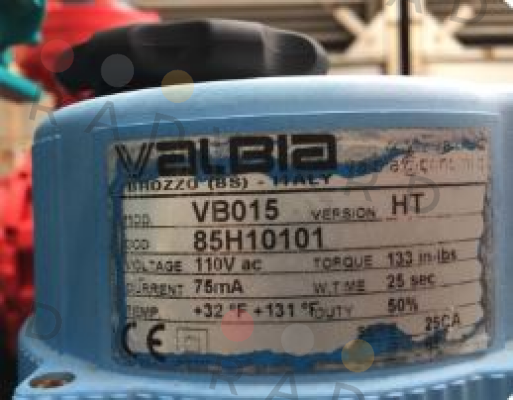 VALBIA
BROZZO (BS) - ITALY
MOD. VB015 VERSION HT
COD 85H10101
VOLTAGE 110V ac TORQUE 133 in-lbs
CURRENT 75mA W.TIME 25 sec
TEMP. +32 °F +131 °F DUTY 50%
25CA
CE